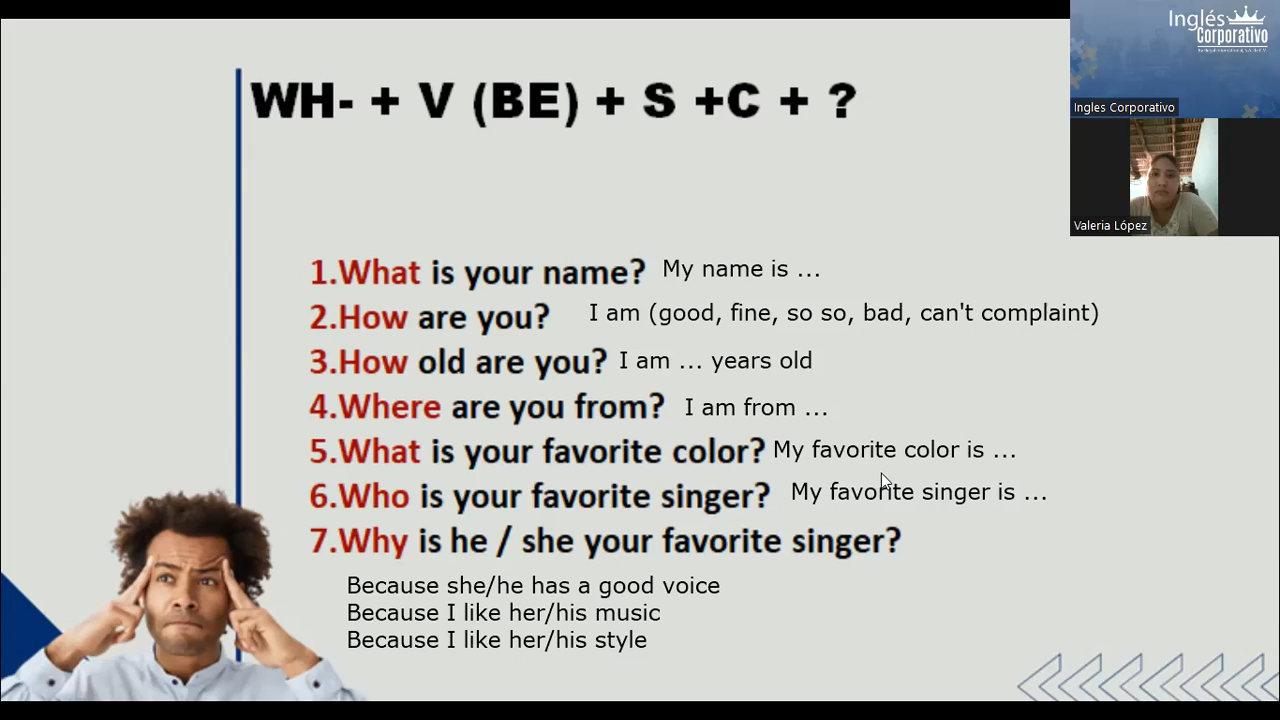 WH- + V (BE) + S +C + ?
1.What is your name? My name is ...
2.How are you? I am (good, fine, so so, bad, can't complaint)
3.How old are you? I am ... years old
4.Where are you from? I am from ...
5.What is your favorite color? My favorite color is ...
6.Who is your favorite singer? My favorite singer is ...
7.Why is he / she your favorite singer?
Because she/he has a good voice
Because I like her/his music
Because I like her/his style
Inglés
Corporativo
Ingles Corporativo
Valeria López